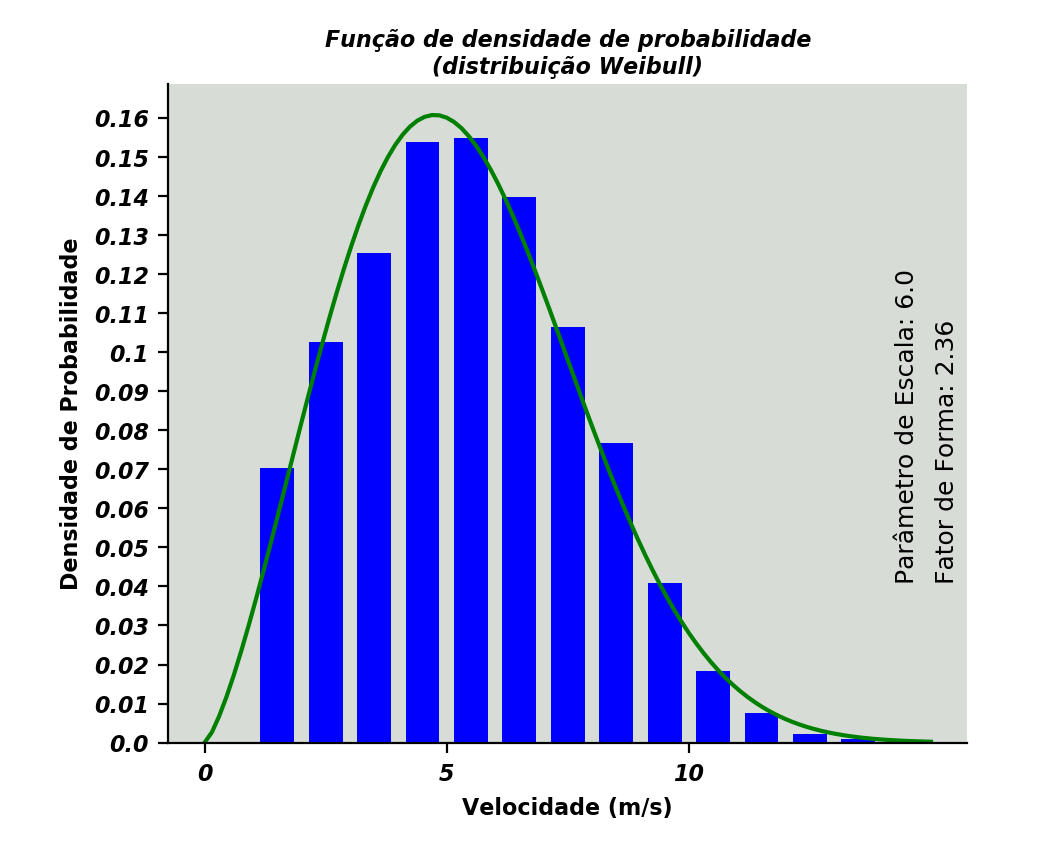 Função de densidade de probabilidade
(distribuição Weibull)
Densidade de Probabilidade
0.16
0.15
0.14
0.13
0.12
0.11
0.1
0.09
0.08
0.07
0.06
0.05
0.04
0.03
0.02
0.01
0.0
Parâmetro de Escala: 6.0
Fator de Forma: 2.36
0 5 10
Velocidade (m/s)